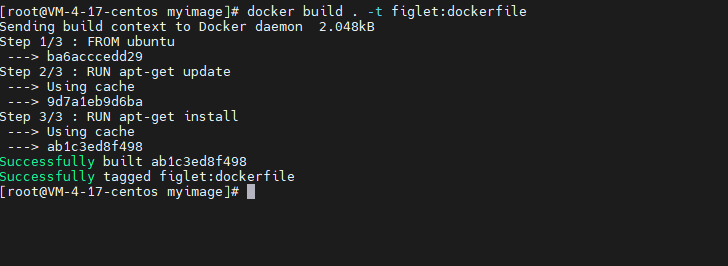 [root@VM-4-17-centos myimage]# docker build . -t figlet:dockerfile
Sending build context to Docker daemon  2.048kB
Step 1/3 : FROM ubuntu
 ---> ba6acccedd29
Step 2/3 : RUN apt-get update
 ---> Using cache
 ---> 9d7a1eb9d6ba
Step 3/3 : RUN apt-get install
 ---> Using cache
 ---> ab1c3ed8f498
Successfully built ab1c3ed8f498
Successfully tagged figlet:dockerfile
[root@VM-4-17-centos myimage]#